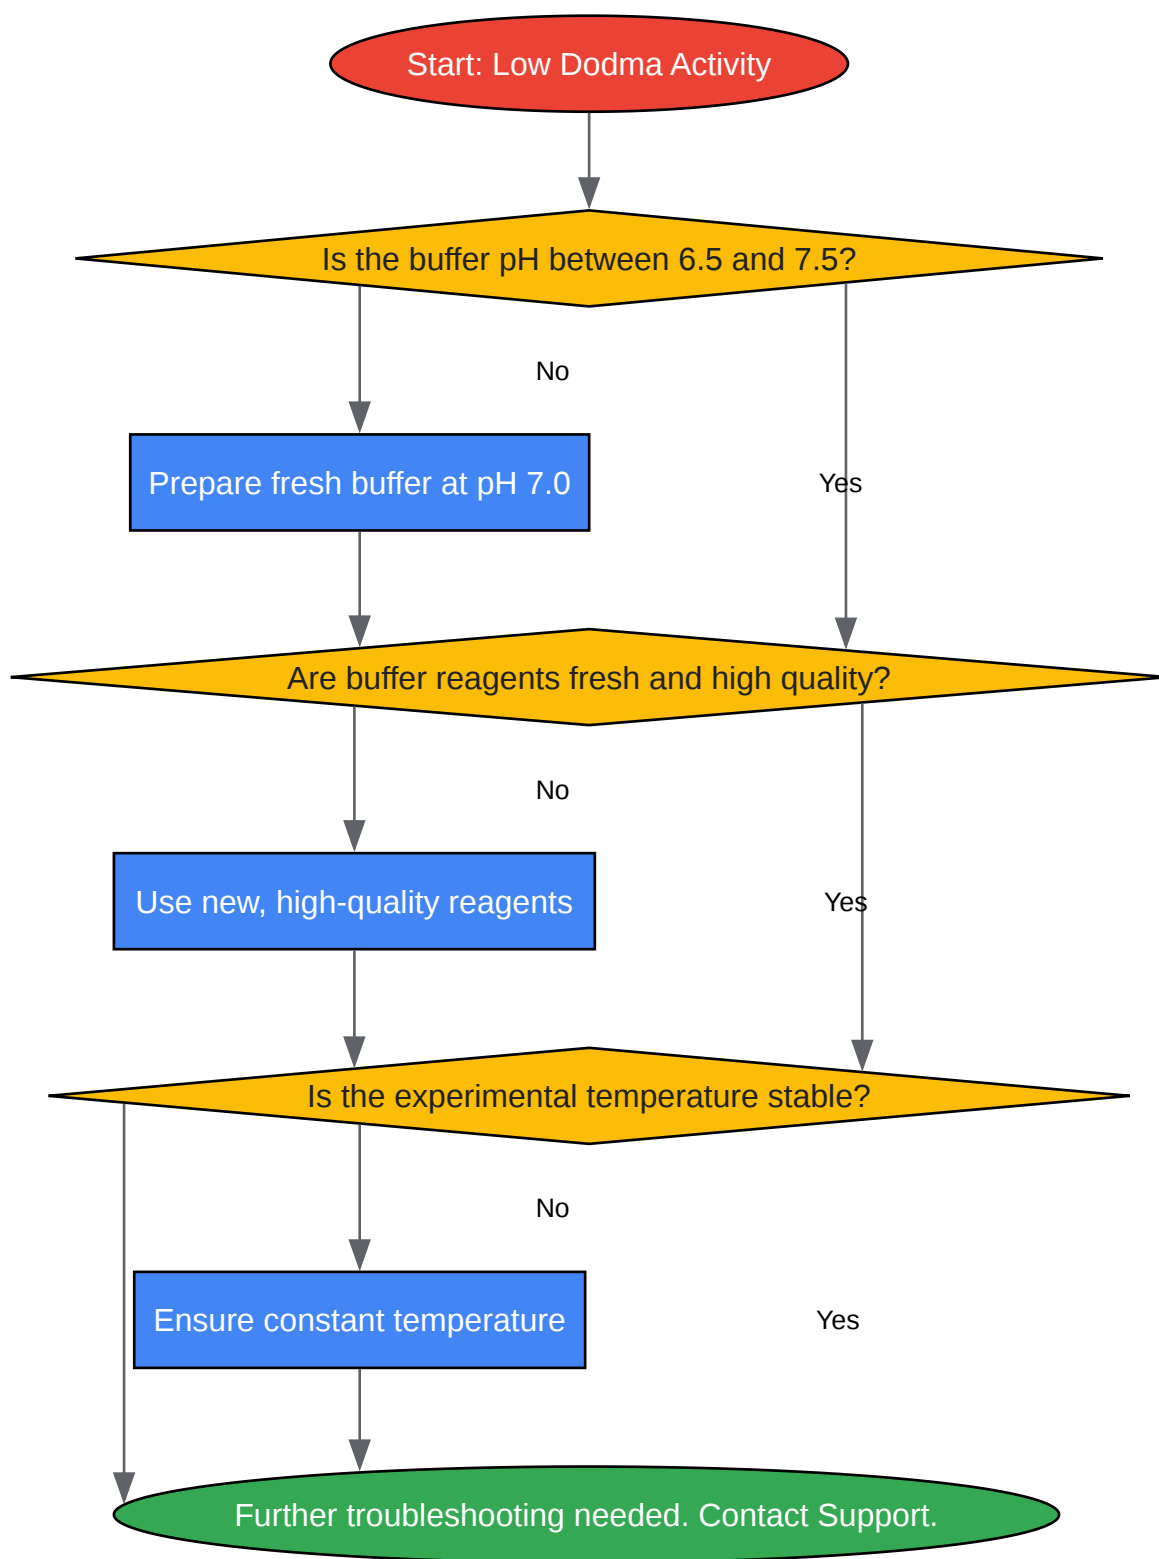 Start: Low Dodma Activity
Is the buffer pH between 6.5 and 7.5?
No
Prepare fresh buffer at pH 7.0
Yes
Are buffer reagents fresh and high quality?
No
Use new, high-quality reagents
Yes
Is the experimental temperature stable?
No
Ensure constant temperature
Yes
Further troubleshooting needed. Contact Support.